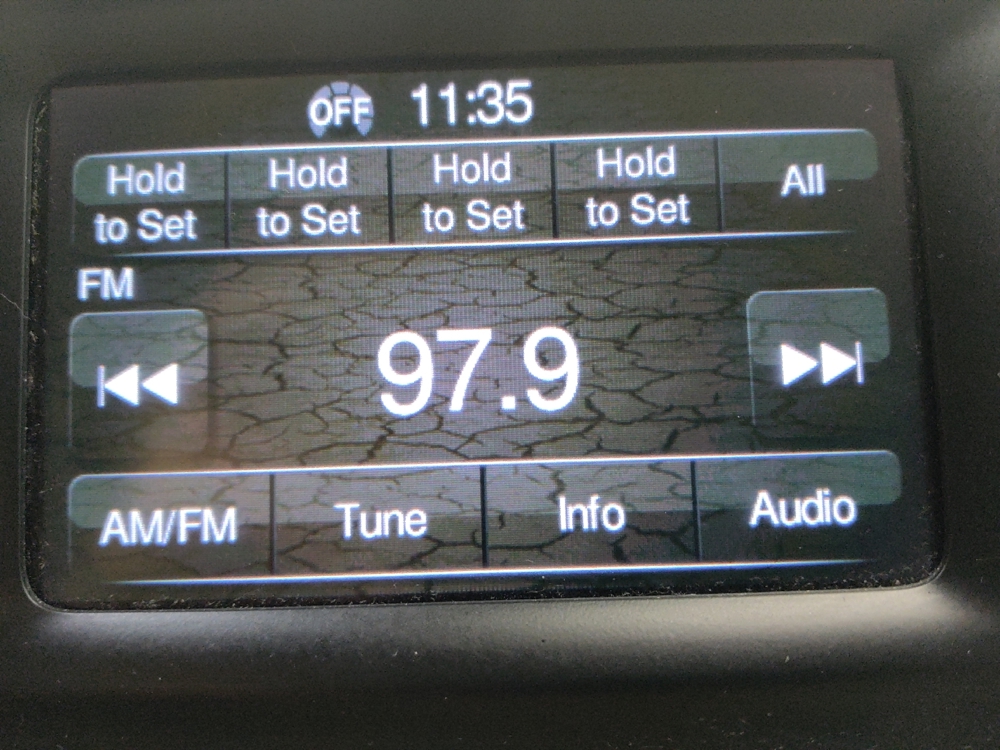 OFF 11:35
Hold Hold Hold Hold All
to Set to Set to Set to Set
FM
97.9
AM/FM Tune Info Audio